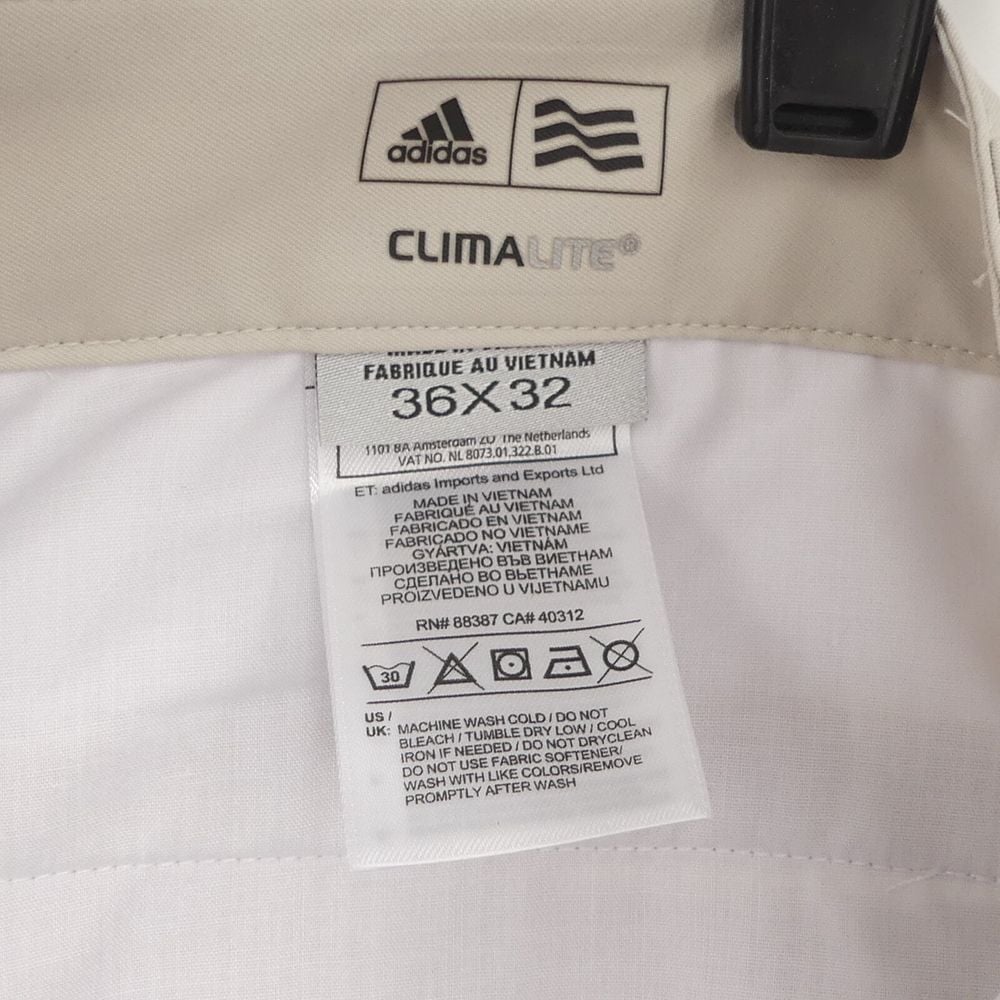 adidas
CLIMALITE®
FABRIQUE AU VIETNAM
36X32
1101 BA Amsterdam ZO The Netherlands
VAT NO. NL 8073.01.322.B.01
ET: adidas Imports and Exports Ltd
MADE IN VIETNAM
FABRIQUÉ AU VIETNAM
FABRICADO EN VIETNAM
FABRICADO NO VIETNAME
GYÁRTVA: VIETNÁM
ПРОИЗВЕДЕНО ВЪВ ВИЕТНАМ
СДЕЛАНО ВО ВЬЕТНАМЕ
PROIZVEDENO U VIJETNAMU
RN# 88387 CA# 40312
30
US /
UK: MACHINE WASH COLD / DO NOT
BLEACH / TUMBLE DRY LOW / COOL
IRON IF NEEDED / DO NOT DRYCLEAN
DO NOT USE FABRIC SOFTENER/
WASH WITH LIKE COLORS/REMOVE
PROMPTLY AFTER WASH